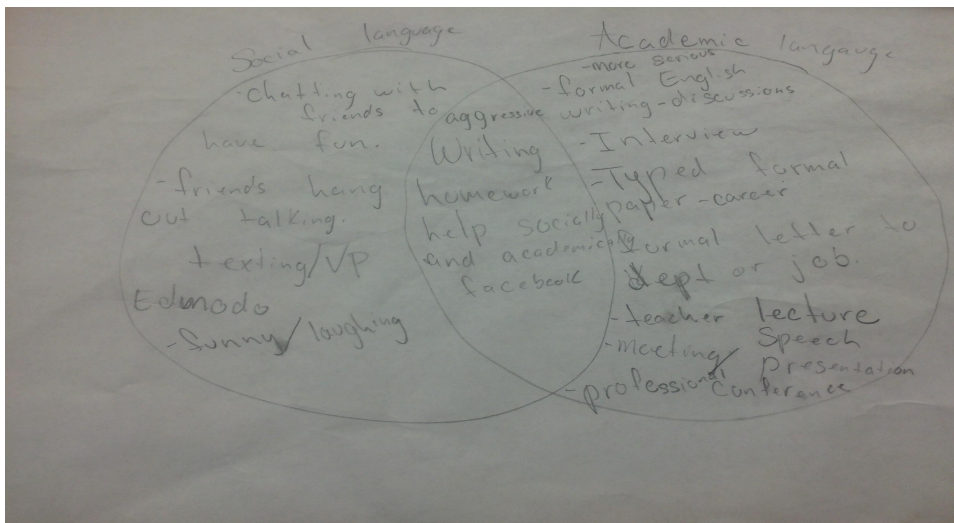 Social language
- chatting with
friends to
have fun.
- friends hang
out talking.
texting/VP
Edmodo
- funny/laughing
aggressive
Writing
homework
help socially
and academically
facebook
Academic langauge
- more serious
- formal English
writing - discussions
- Interview
- Typed formal
paper - career
formal letter to
dept or job.
- teacher lecture
- meeting/ Speech
Presentation
- professional conference